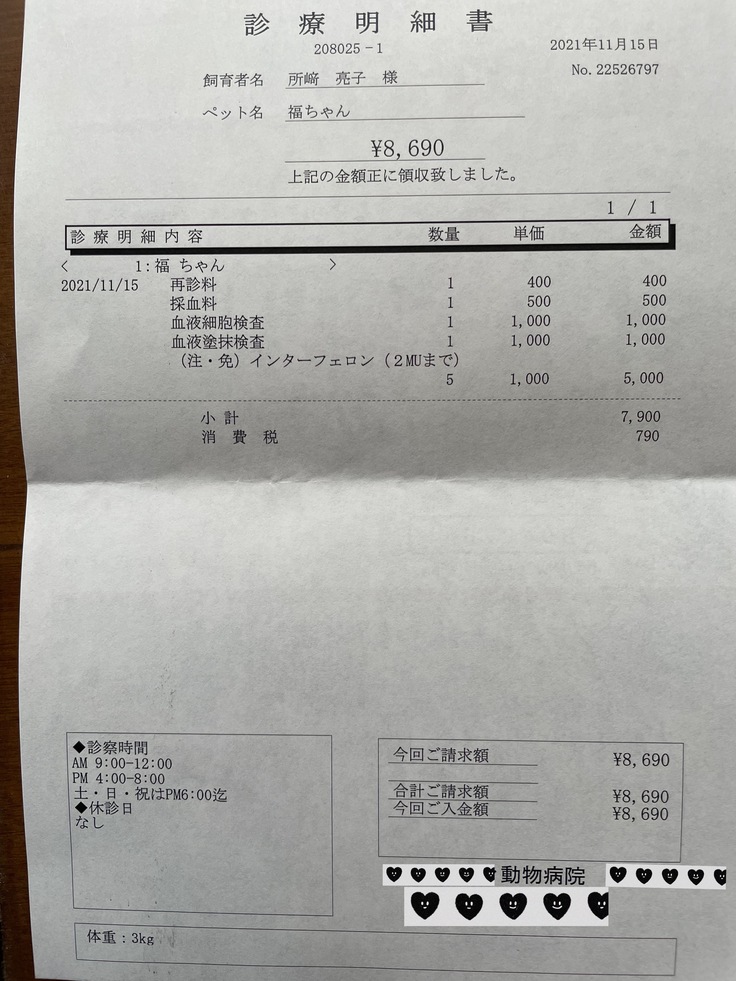 診療明細書
208025-1
2021年11月15日
No. 22526797
飼育者名 所﨑 亮子 様
ペット名 福ちゃん
¥8,690
上記の金額正に領収致しました。
1 / 1
診療明細内容 数量 単価 金額
< 1:福 ちゃん >
2021/11/15 再診料 1 400 400
採血料 1 500 500
血液細胞検査 1 1,000 1,000
血液塗抹検査 1 1,000 1,000
（注・免）インターフェロン（２MUまで）
5 1,000 5,000
小計 7,900
消費税 790
◆診察時間
AM 9:00-12:00
PM 4:00-8:00
土・日・祝はPM6:00迄
◆休診日
なし
今回ご請求額 ¥8,690
合計ご請求額 ¥8,690
今回ご入金額 ¥8,690
動物病院
体重：3kg